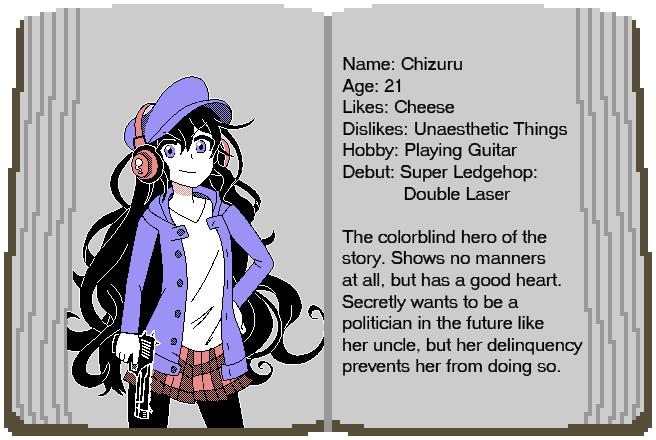 Name: Chizuru
Age: 21
Likes: Cheese
Dislikes: Unaesthetic Things
Hobby: Playing Guitar
Debut: Super Ledgehop:
Double Laser
The colorblind hero of the
story. Shows no manners
at all, but has a good heart.
Secretly wants to be a
politician in the future like
her uncle, but her delinquency
prevents her from doing so.